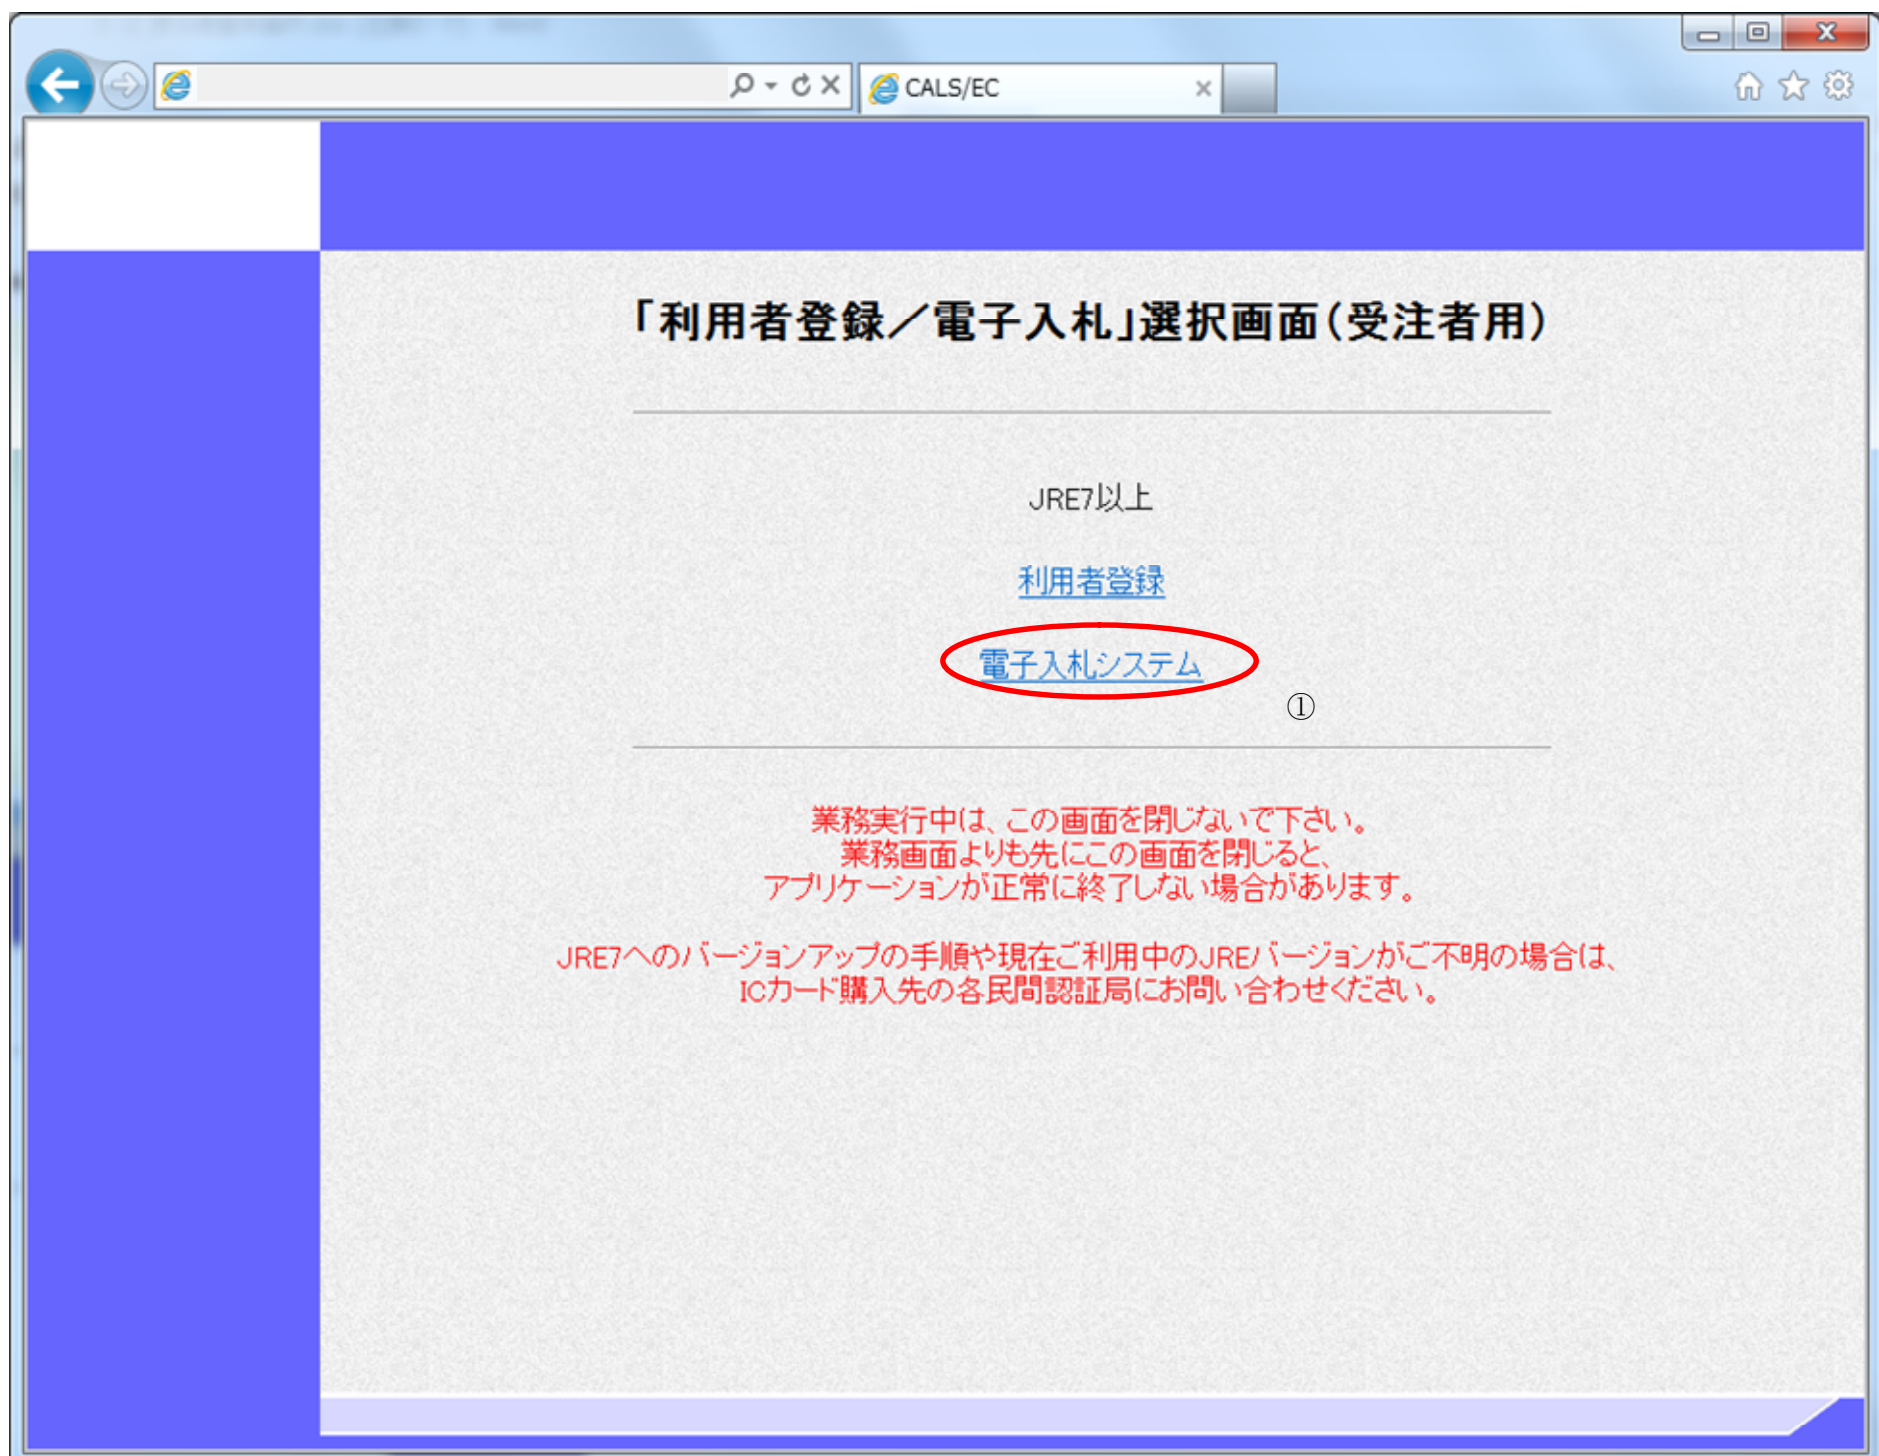 CALS/EC
「利用者登録／電子入札」選択画面(受注者用)
JRE7以上
利用者登録
電子入札システム
①
業務実行中は、この画面を閉じないで下さい。
業務画面よりも先にこの画面を閉じると、
アプリケーションが正常に終了しない場合があります。
JRE7へのバージョンアップの手順や現在ご利用中のJREバージョンがご不明の場合は、
ICカード購入先の各民間認証局にお問い合わせください。